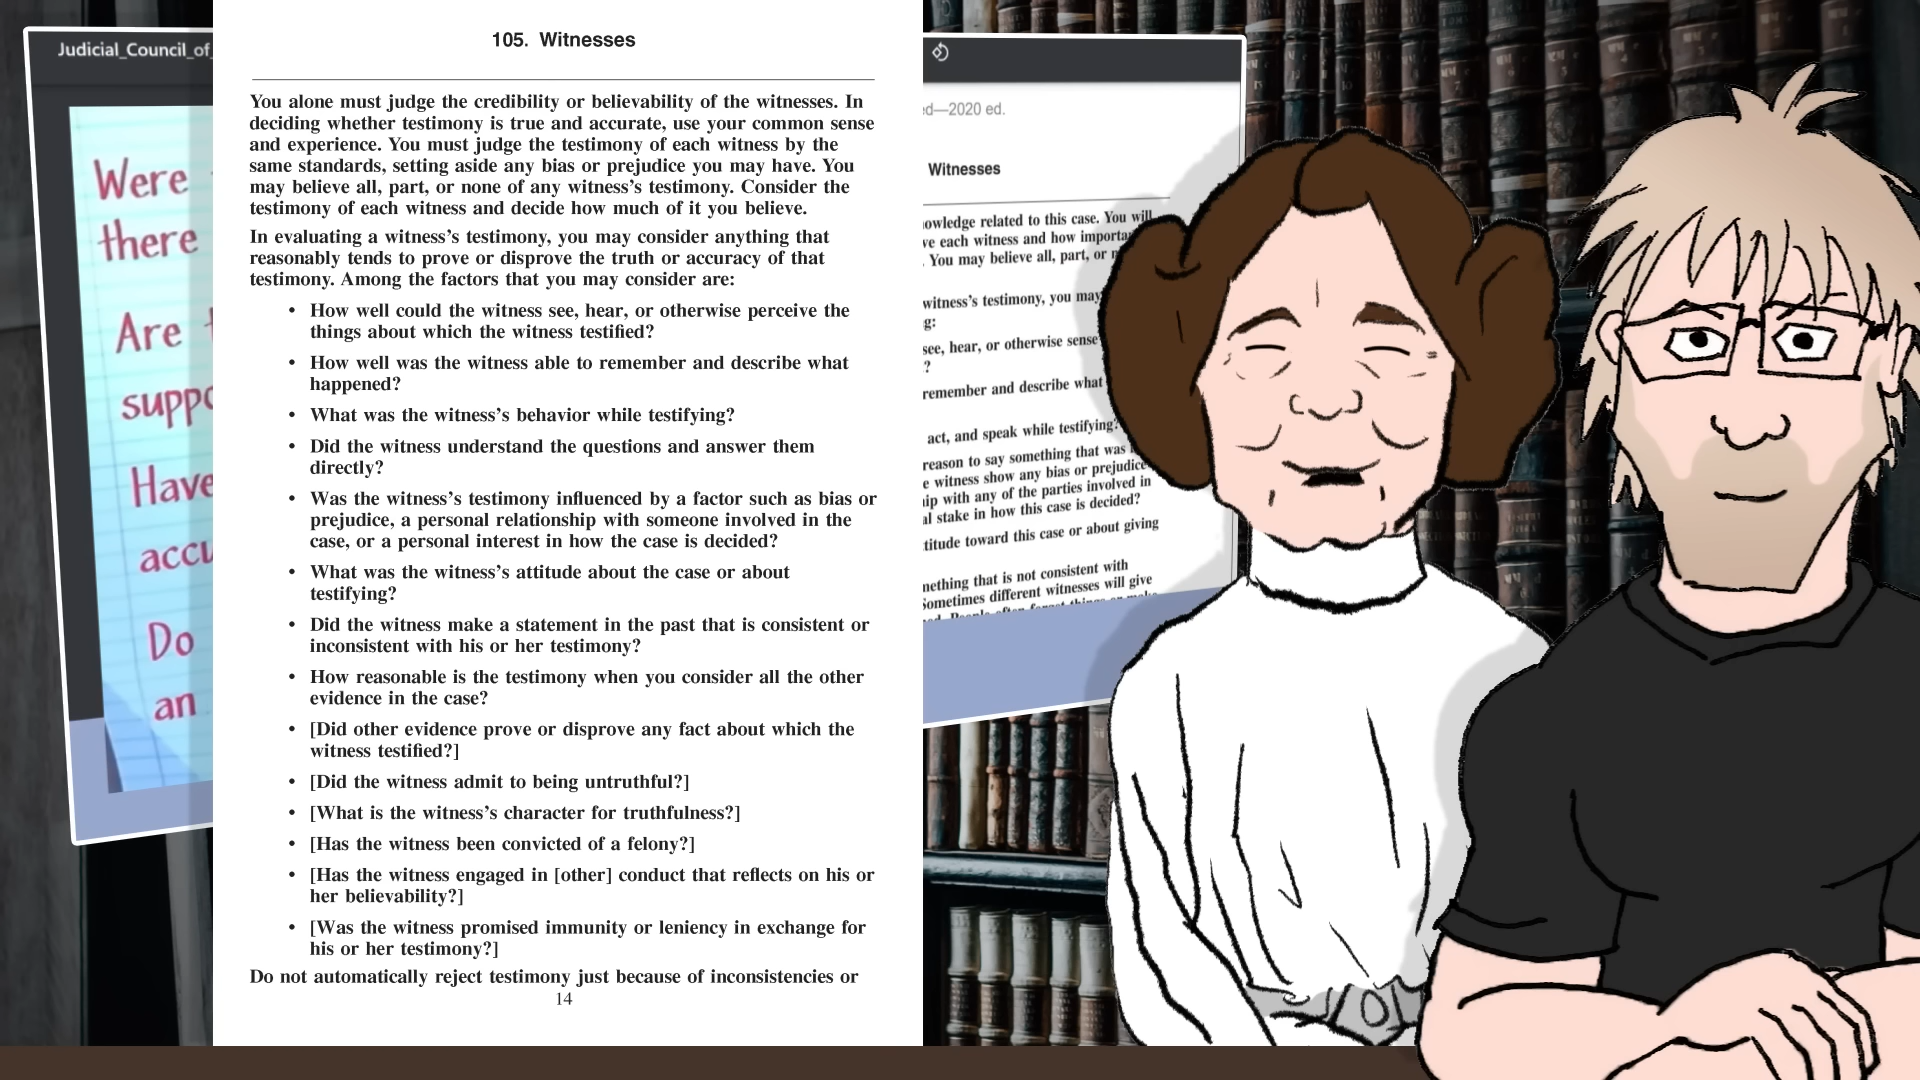 Judicial_Council_of_
Were
there
Are
suppo
Have
accu
Do
an
105. Witnesses
You alone must judge the credibility or believability of the witnesses. In
deciding whether testimony is true and accurate, use your common sense
and experience. You must judge the testimony of each witness by the
same standards, setting aside any bias or prejudice you may have. You
may believe all, part, or none of any witness's testimony. Consider the
testimony of each witness and decide how much of it you believe.
In evaluating a witness's testimony, you may consider anything that
reasonably tends to prove or disprove the truth or accuracy of that
testimony. Among the factors that you may consider are:
• How well could the witness see, hear, or otherwise perceive the
things about which the witness testified?
• How well was the witness able to remember and describe what
happened?
• What was the witness's behavior while testifying?
• Did the witness understand the questions and answer them
directly?
• Was the witness's testimony influenced by a factor such as bias or
prejudice, a personal relationship with someone involved in the
case, or a personal interest in how the case is decided?
• What was the witness's attitude about the case or about
testifying?
• Did the witness make a statement in the past that is consistent or
inconsistent with his or her testimony?
• How reasonable is the testimony when you consider all the other
evidence in the case?
• [Did other evidence prove or disprove any fact about which the
witness testified?]
• [Did the witness admit to being untruthful?]
• [What is the witness's character for truthfulness?]
• [Has the witness been convicted of a felony?]
• [Has the witness engaged in [other] conduct that reflects on his or
her believability?]
• [Was the witness promised immunity or leniency in exchange for
his or her testimony?]
Do not automatically reject testimony just because of inconsistencies or
14
ed—2020 ed.
Witnesses
owledge related to this case. You will
ve each witness and how importa
. You may believe all, part, or
witness's testimony, you may
g:
see, hear, or otherwise sense
?
remember and describe what
act, and speak while testifying?
reason to say something that was
e witness show any bias or prejudice
ip with any of the parties involved in
al stake in how this case is decided?
titude toward this case or about giving
mething that is not consistent with
Sometimes different witnesses will give